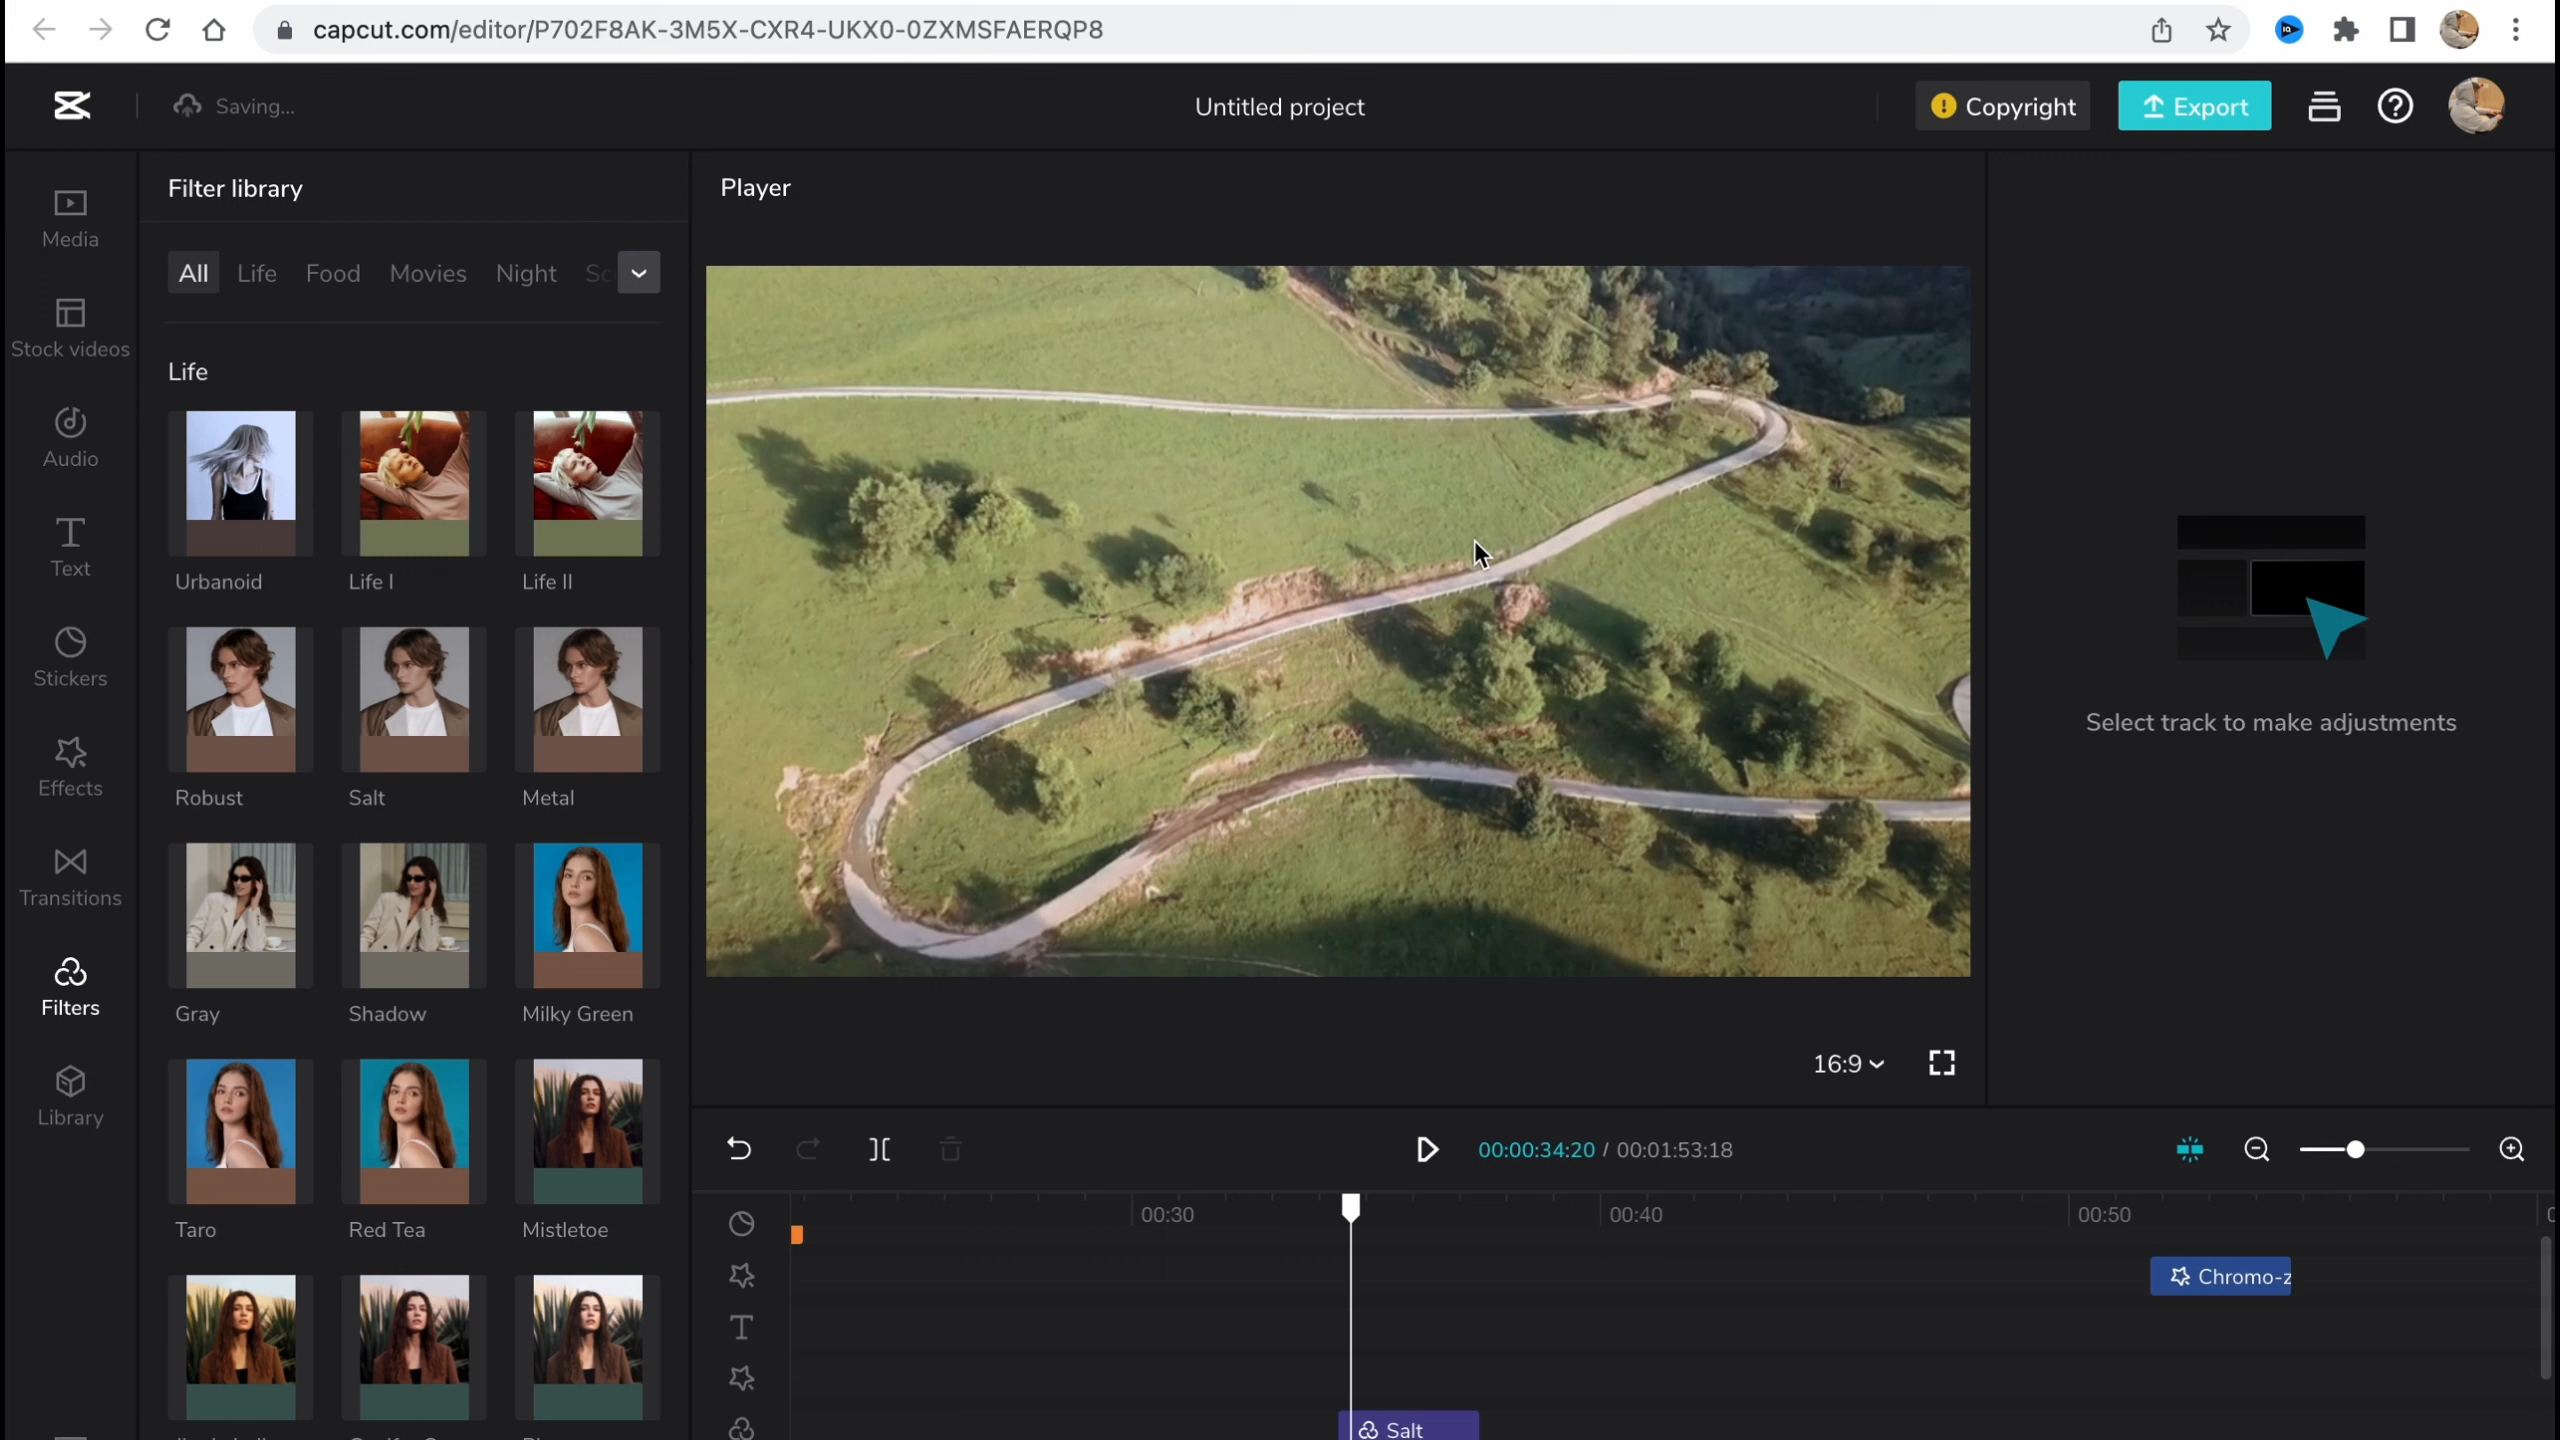 capcut.com/editor/P702F8AK-3M5X-CXR4-UKX0-0ZXMSFAERQP8
Saving...
Untitled project
Copyright
Export
Media
Stock videos
Audio
Text
Stickers
Effects
Transitions
Filters
Library
Filter library
All Life Food Movies Night
Life
Urbanoid Life I Life II
Robust Salt Metal
Gray Shadow Milky Green
Taro Red Tea Mistletoe
Player
16:9
Select track to make adjustments
00:00:34:20 / 00:01:53:18
00:30 00:40 00:50
Chromo-z
Salt